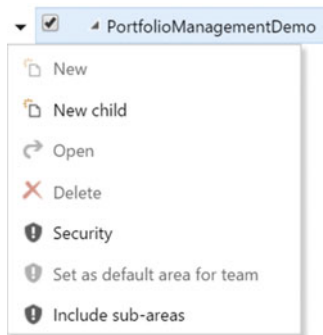 PortfolioManagementDemo
New
New child
Open
Delete
Security
Set as default area for team
Include sub-areas